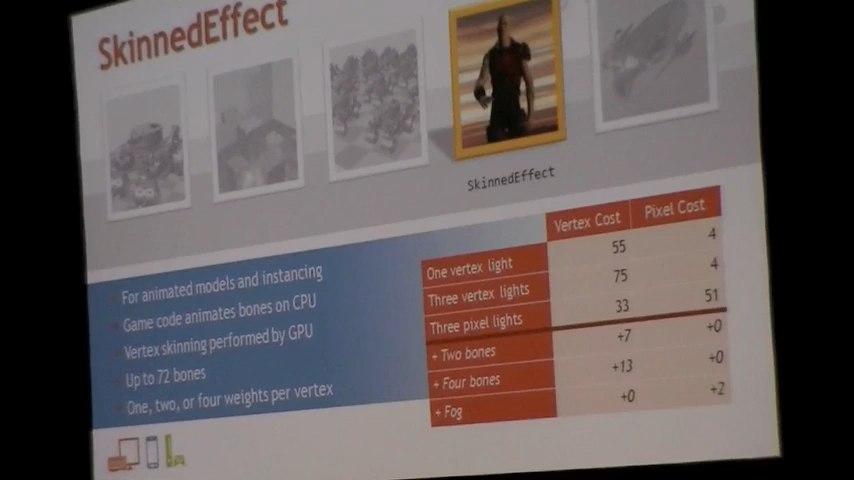 SkinnedEffect
SkinnedEffect
For animated models and instancing
Game code animates bones on CPU
Vertex skinning performed by GPU
Up to 72 bones
One, two, or four weights per vertex
Vertex Cost Pixel Cost
One vertex light 55 4
Three vertex lights 75 4
Three pixel lights 33 51
+ Two bones +7 +0
+ Four bones +13 +0
+ Fog +0 +2